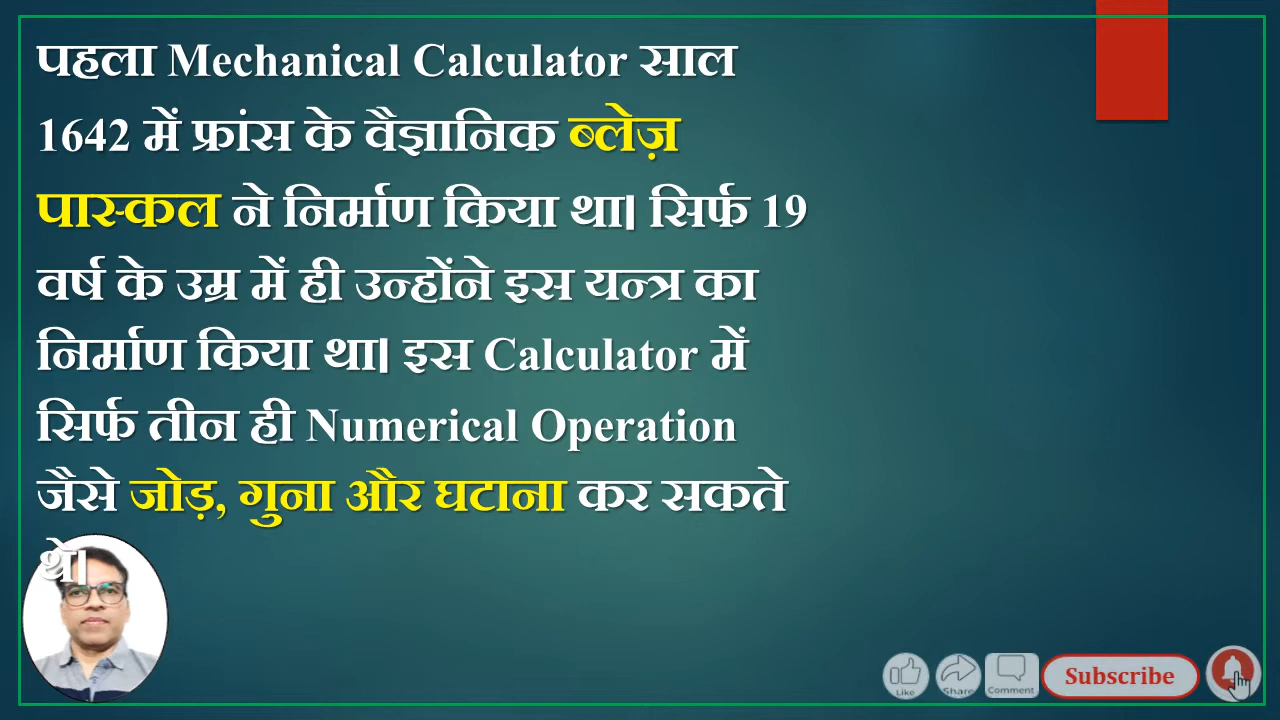 पहला Mechanical Calculator साल
1642 में फ्रांस के वैज्ञानिक ब्लेज़
पास्कल ने निर्माण किया था| सिर्फ 19
वर्ष के उम्र में ही उन्होंने इस यन्त्र का
निर्माण किया था| इस Calculator में
सिर्फ तीन ही Numerical Operation
जैसे जोड़, गुना और घटाना कर सकते
थे|
Like
Share
Comment
Subscribe